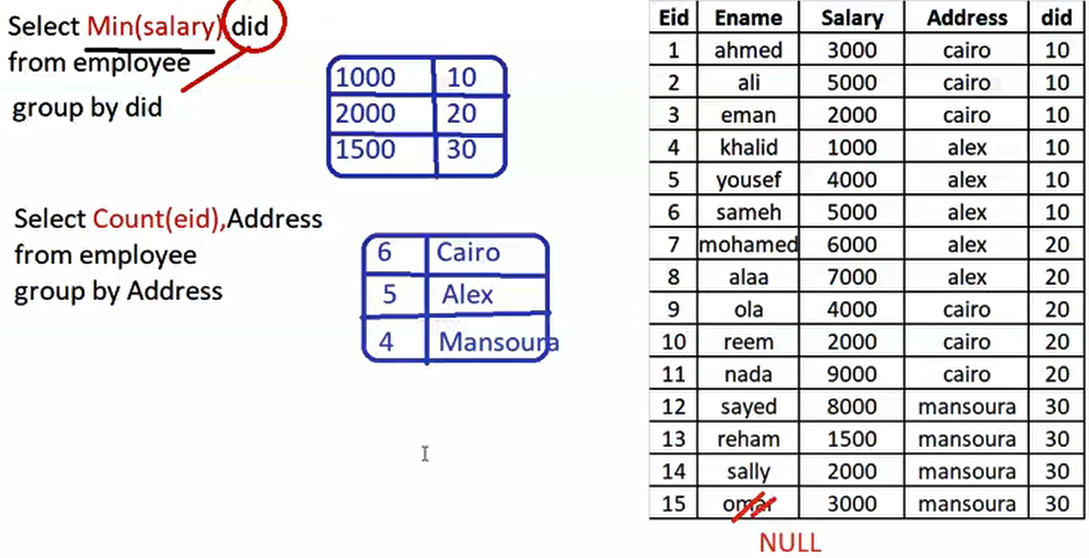 Select Min(salary),did
from employee
group by did
1000 10
2000 20
1500 30
Select Count(eid),Address
from employee
group by Address
6 Cairo
5 Alex
4 Mansoura
Eid Ename Salary Address did
1 ahmed 3000 cairo 10
2 ali 5000 cairo 10
3 eman 2000 cairo 10
4 khalid 1000 alex 10
5 yousef 4000 alex 10
6 sameh 5000 alex 10
7 mohamed 6000 alex 20
8 alaa 7000 alex 20
9 ola 4000 cairo 20
10 reem 2000 cairo 20
11 nada 9000 cairo 20
12 sayed 8000 mansoura 30
13 reham 1500 mansoura 30
14 sally 2000 mansoura 30
15 omar 3000 mansoura 30
NULL